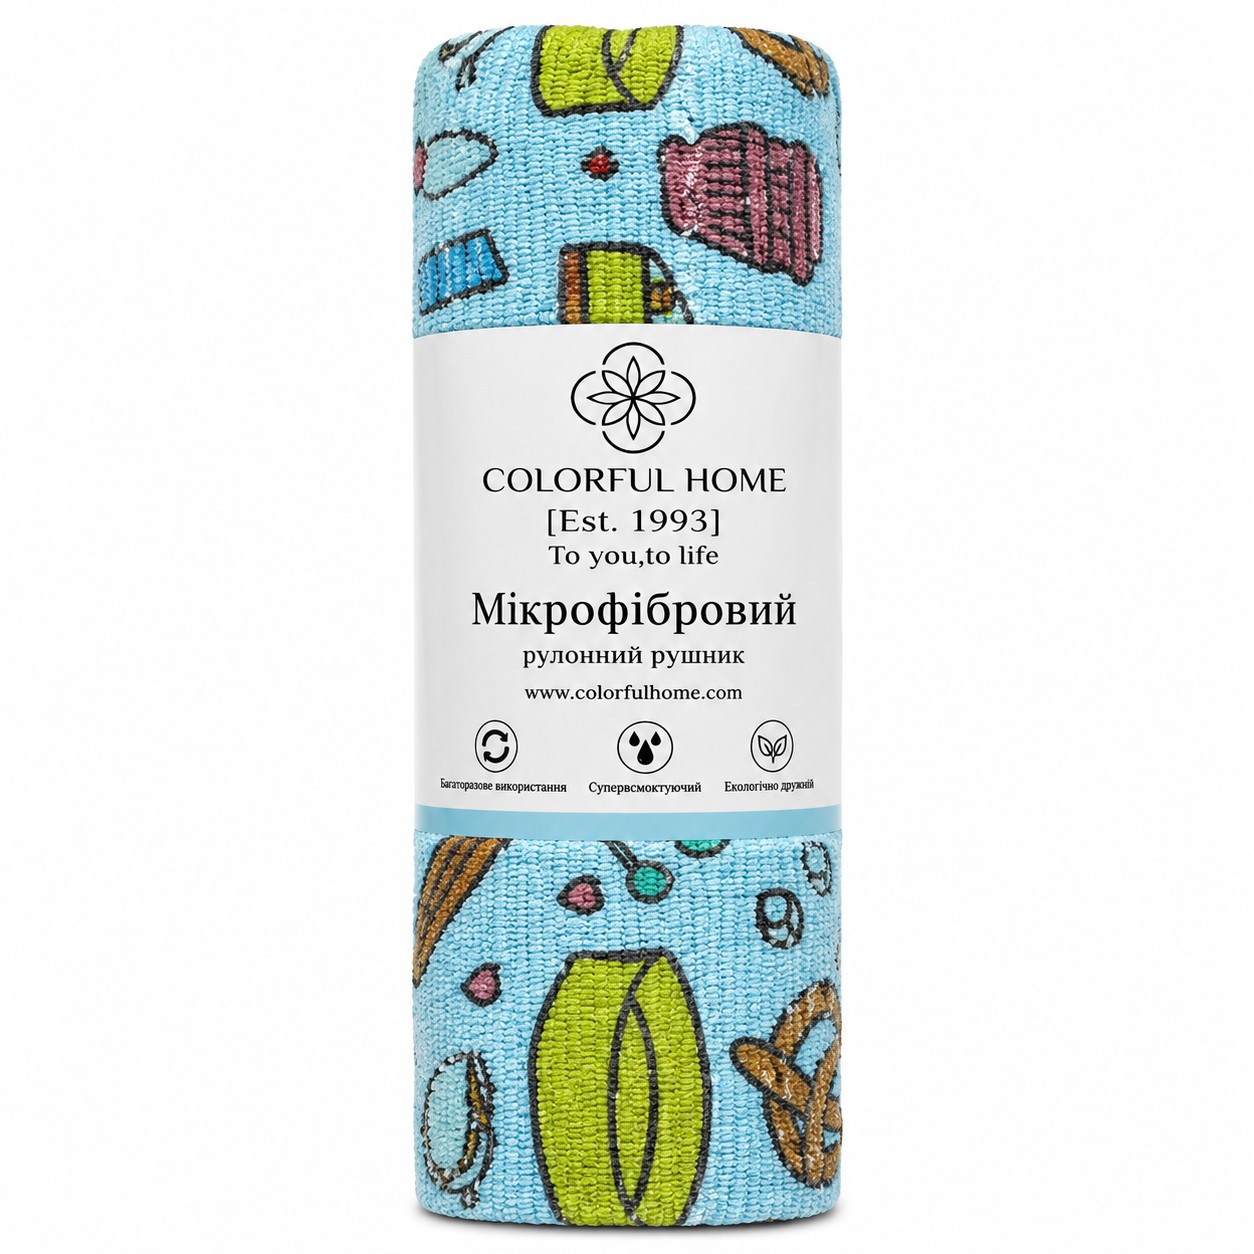 COLORFUL HOME
[Est. 1993]
To you,to life
Мікрофібровий
рулонний рушник
www.colorfulhome.com
Багаторазове використання
Супервсмоктуючий
Екологічно дружній